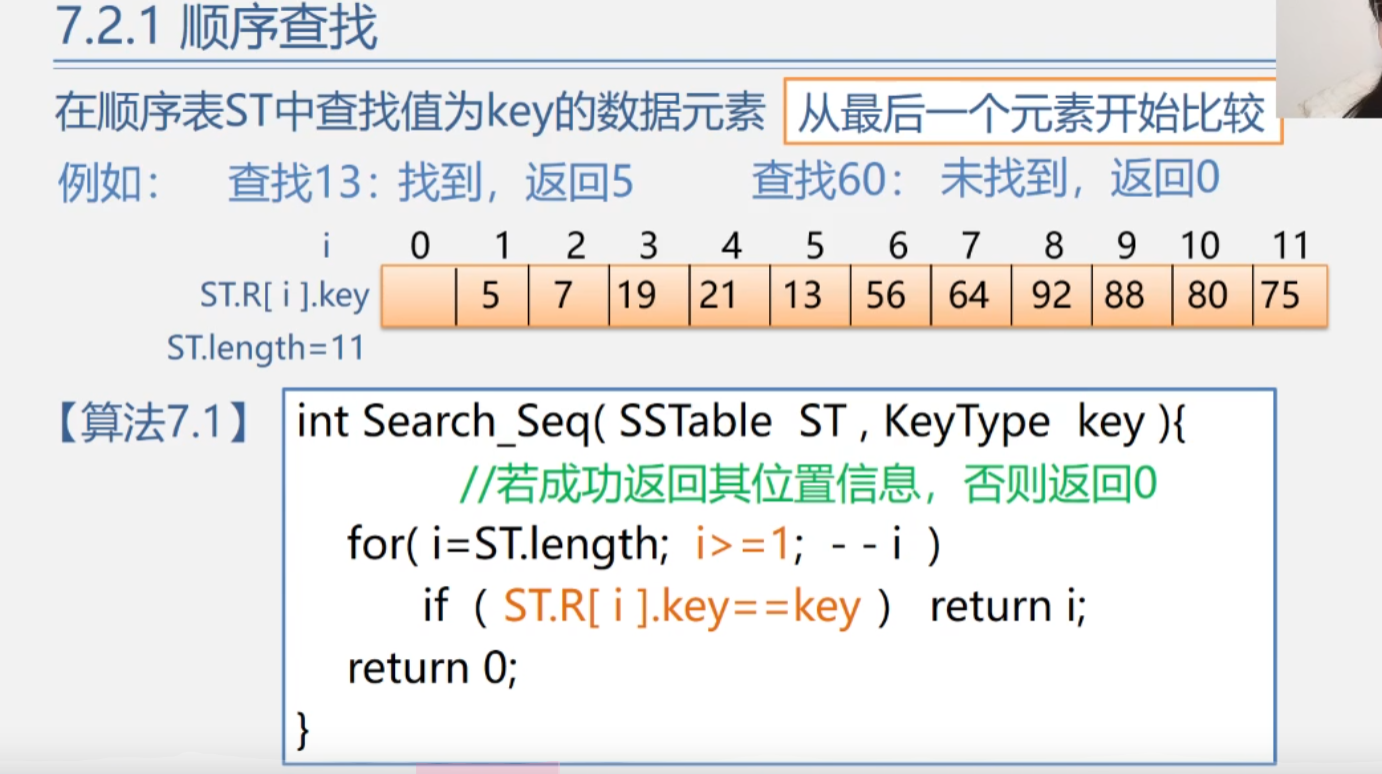 7.2.1 顺序查找
在顺序表ST中查找值为key的数据元素 从最后一个元素开始比较
例如： 查找13：找到，返回5 查找60： 未找到，返回0
i 0 1 2 3 4 5 6 7 8 9 10 11
ST.R[ i ].key 5 7 19 21 13 56 64 92 88 80 75
ST.length=11
【算法7.1】 int Search_Seq( SSTable ST , KeyType key ){
//若成功返回其位置信息，否则返回0
for( i=ST.length; i>=1; - - i )
if ( ST.R[ i ].key==key ) return i;
return 0;
}